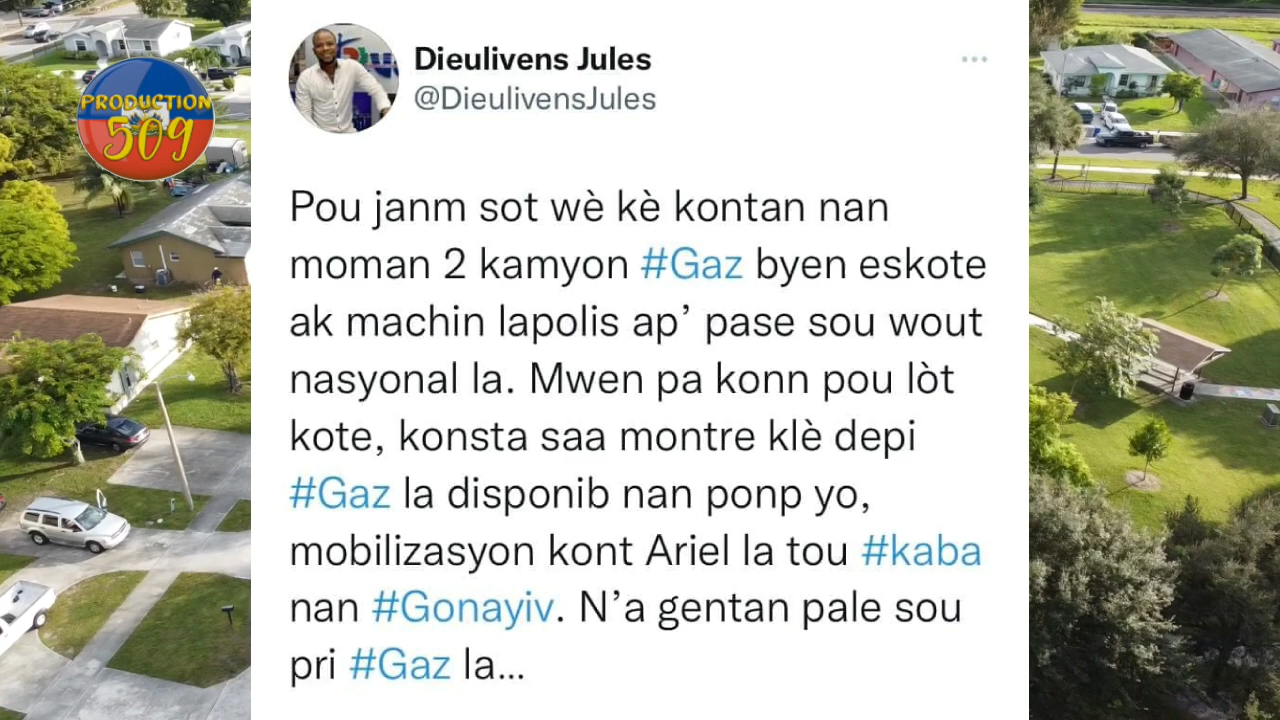 PRODUCTION
509
Dieulivens Jules
@DieulivensJules
Pou janm sot wè kè kontan nan
moman 2 kamyon #Gaz byen eskote
ak machin lapolis ap’ pase sou wout
nasyonal la. Mwen pa konn pou lòt
kote, konsta saa montre klè depi
#Gaz la disponib nan ponp yo,
mobilizasyon kont Ariel la tou #kaba
nan #Gonayiv. N’a gentan pale sou
pri #Gaz la...